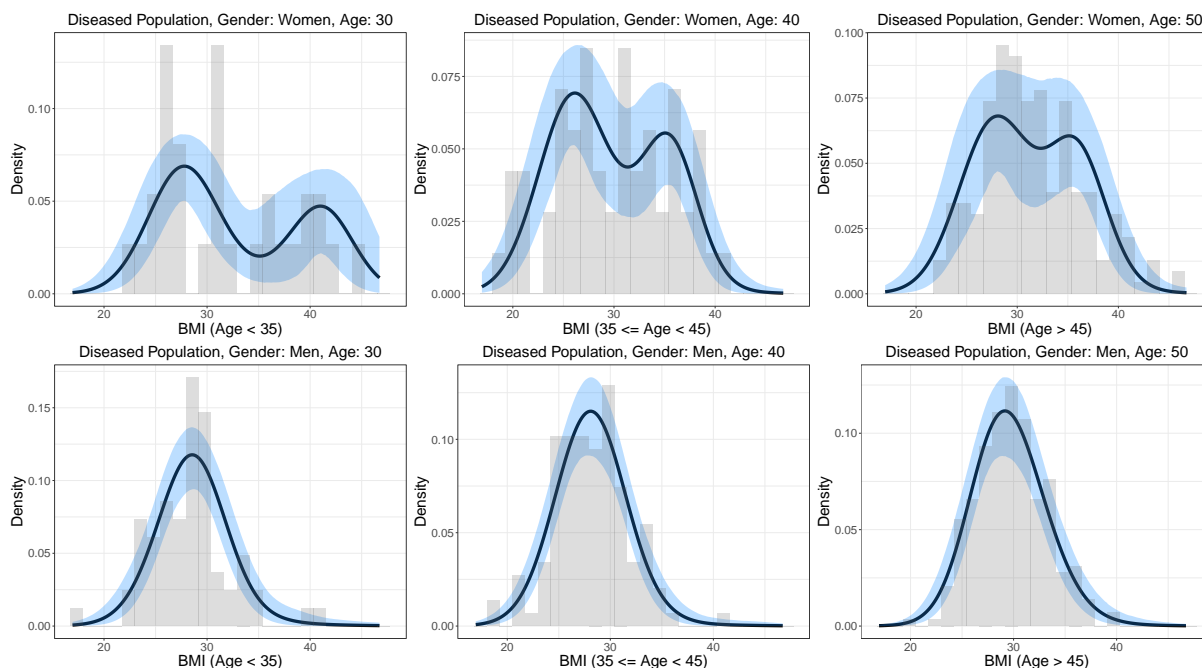 Diseased Population, Gender: Women, Age: 30
Density
0.10
0.05
0.00
20
30
40
BMI (Age < 35)
Diseased Population, Gender: Women, Age: 40
Density
0.075
0.050
0.025
0.000
20
30
40
BMI (35 <= Age < 45)
Diseased Population, Gender: Women, Age: 50
Density
0.100
0.075
0.050
0.025
0.000
20
30
40
BMI (Age > 45)
Diseased Population, Gender: Men, Age: 30
Density
0.15
0.10
0.05
0.00
20
30
40
BMI (Age < 35)
Diseased Population, Gender: Men, Age: 40
Density
0.10
0.05
0.00
20
30
40
BMI (35 <= Age < 45)
Diseased Population, Gender: Men, Age: 50
Density
0.10
0.05
0.00
20
30
40
BMI (Age > 45)